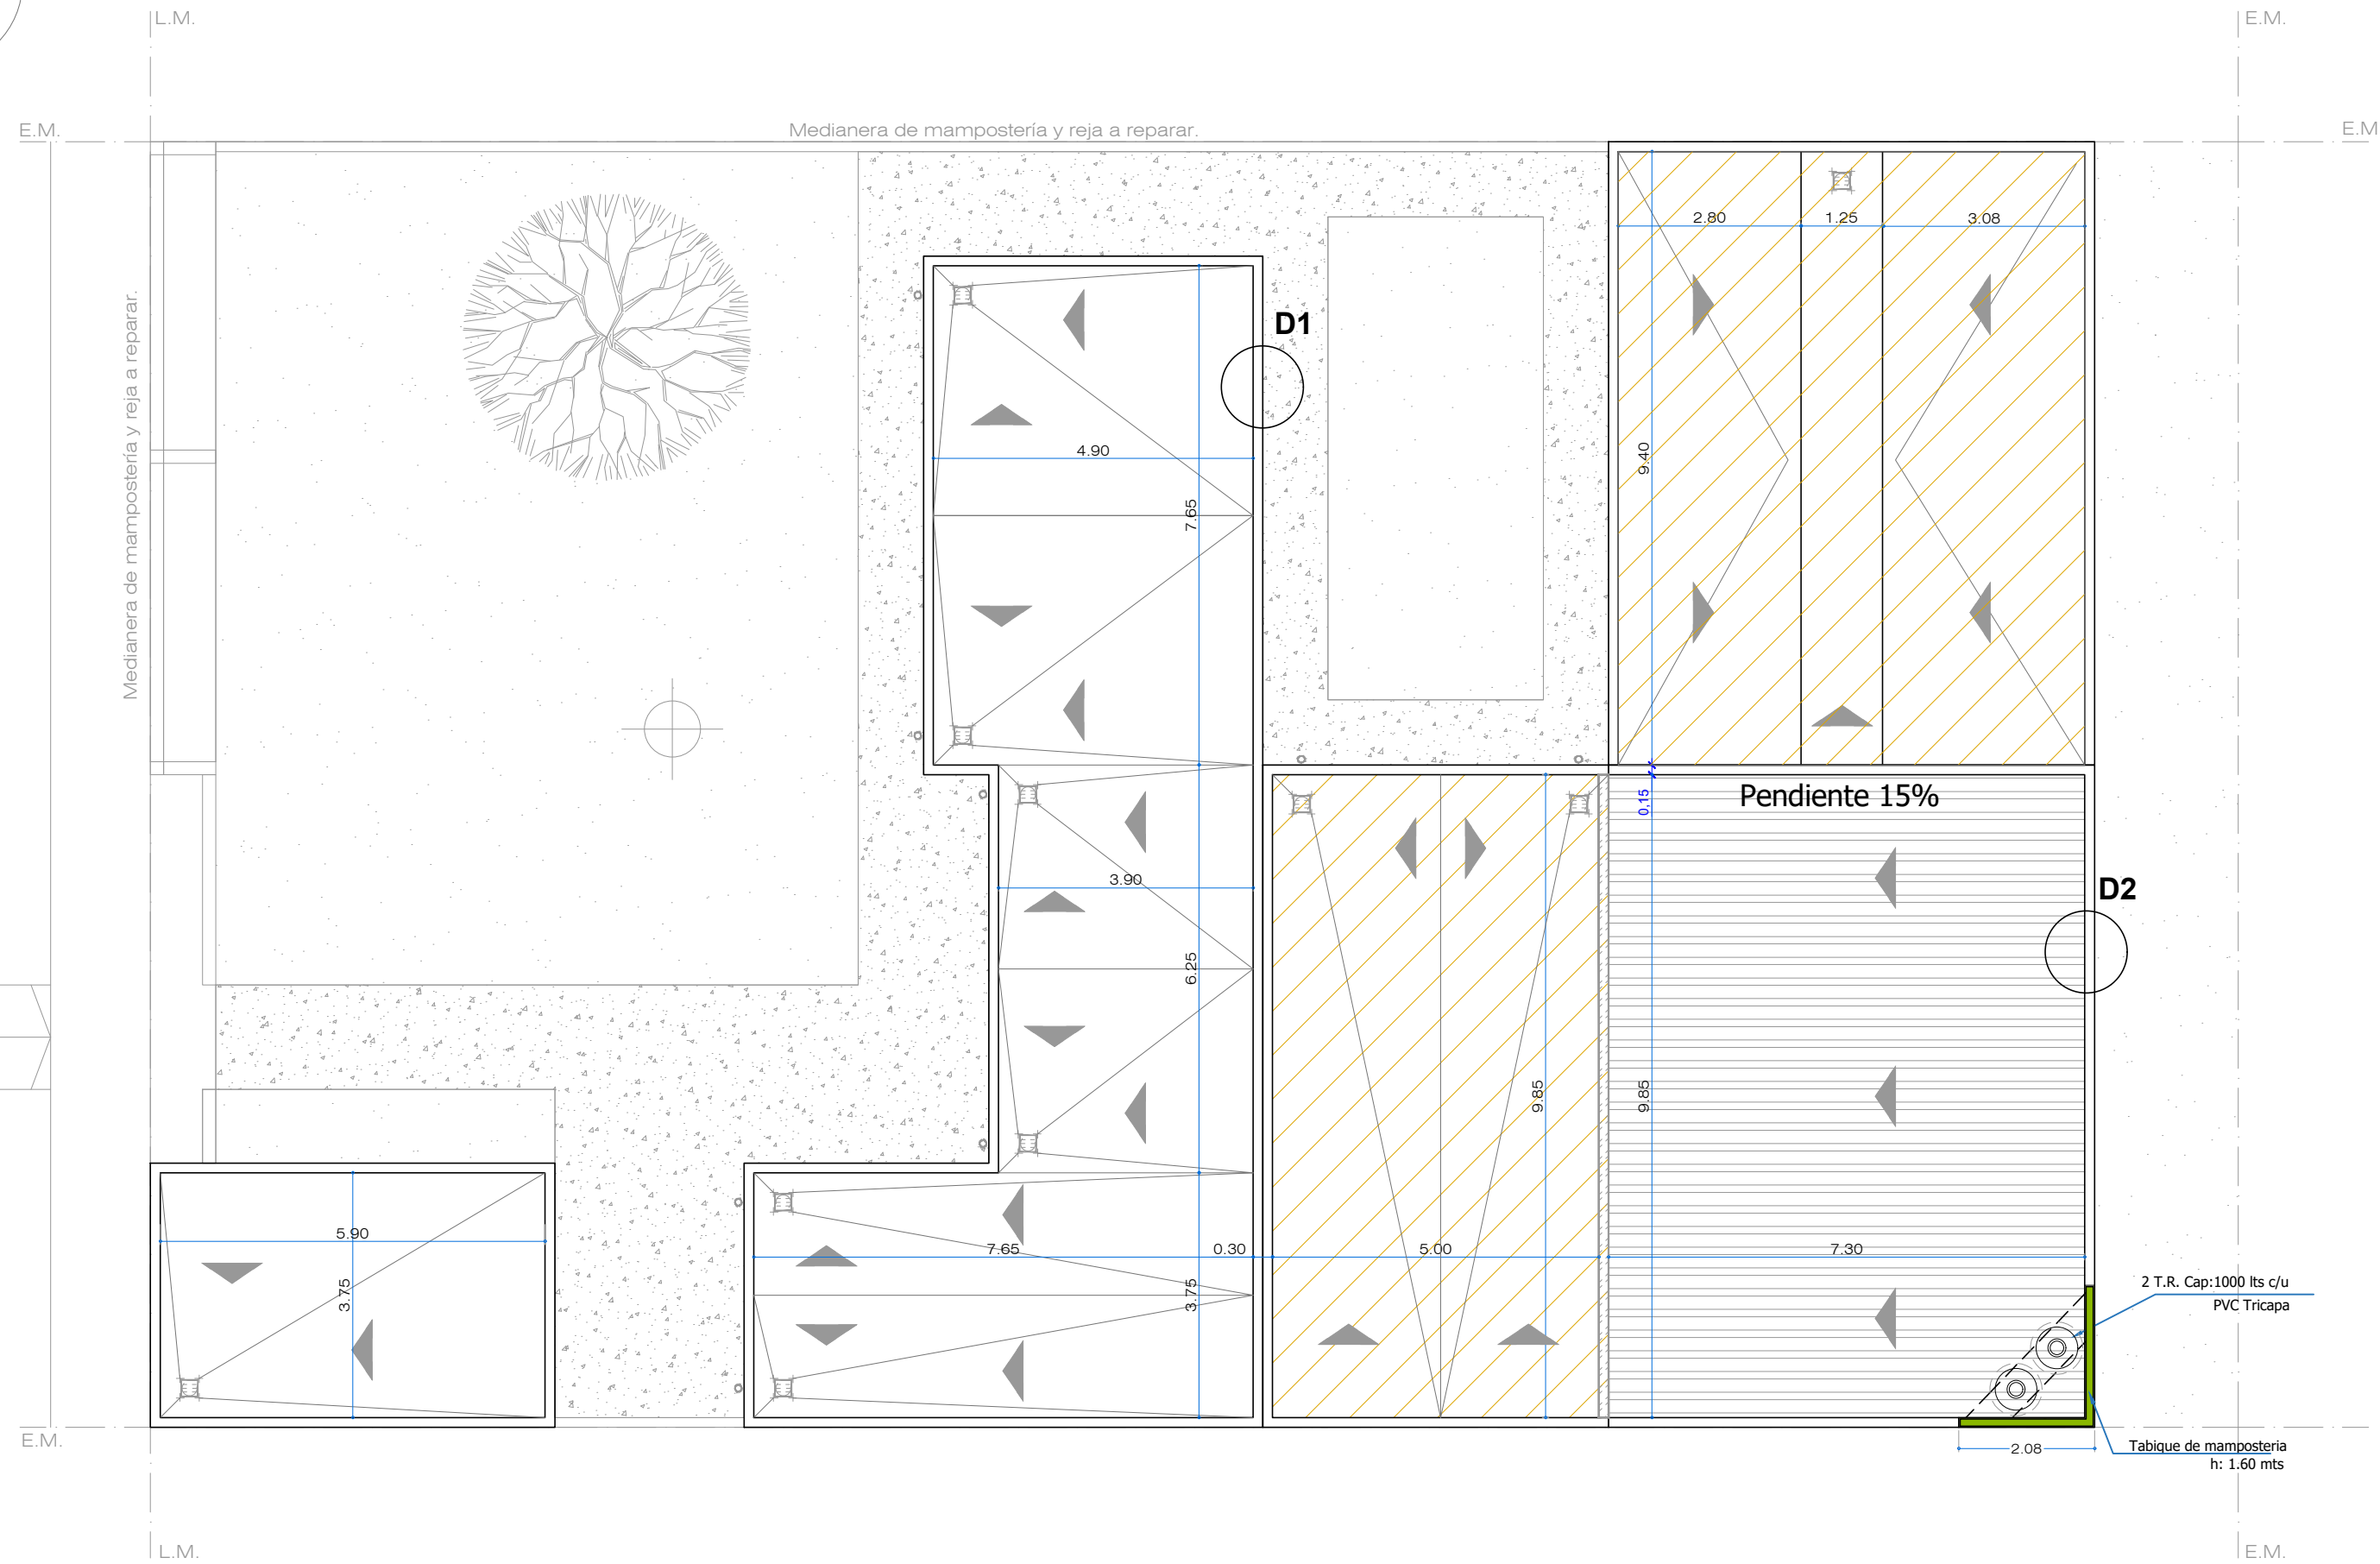 L.M.
E.M.
E.M.
Medianera de mampostería y reja a reparar.
E.M
2.80
1.25
3.08
Medianera de mampostería y reja a reparar.
D1
4.90
9.40
7.65
Pendiente 15%
0,15
3.90
D2
6.25
9.85
9.85
5.90
7.65
0.30
5.00
7.30
3.75
3.75
2 T.R. Cap:1000 lts c/u
PVC Tricapa
E.M.
2.08
Tabique de mamposteria
h: 1.60 mts
L.M.
E.M.